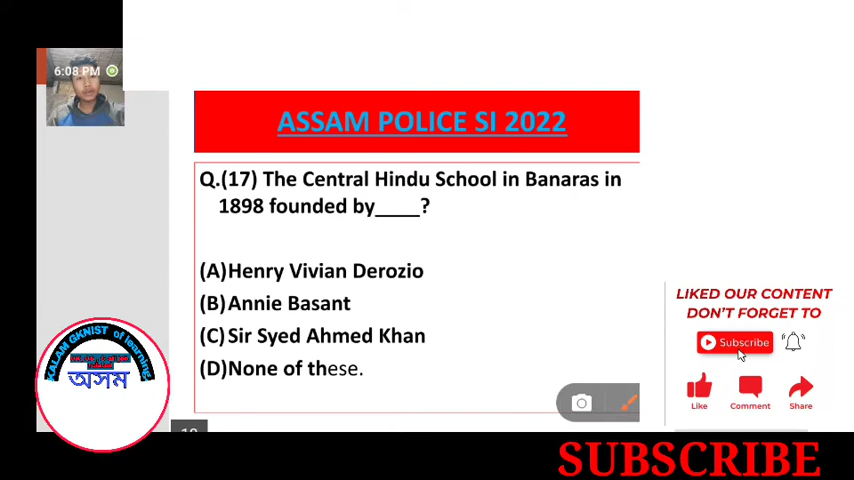 6:08 PM
ASSAM POLICE SI 2022
Q.(17) The Central Hindu School in Banaras in
1898 founded by____?
(A)Henry Vivian Derozio
(B)Annie Basant
(C)Sir Syed Ahmed Khan
(D)None of these.
KALAM GKNIST of learning
অসম
LIKED OUR CONTENT
DON'T FORGET TO
Subscribe
Like Comment Share
SUBSCRIBE